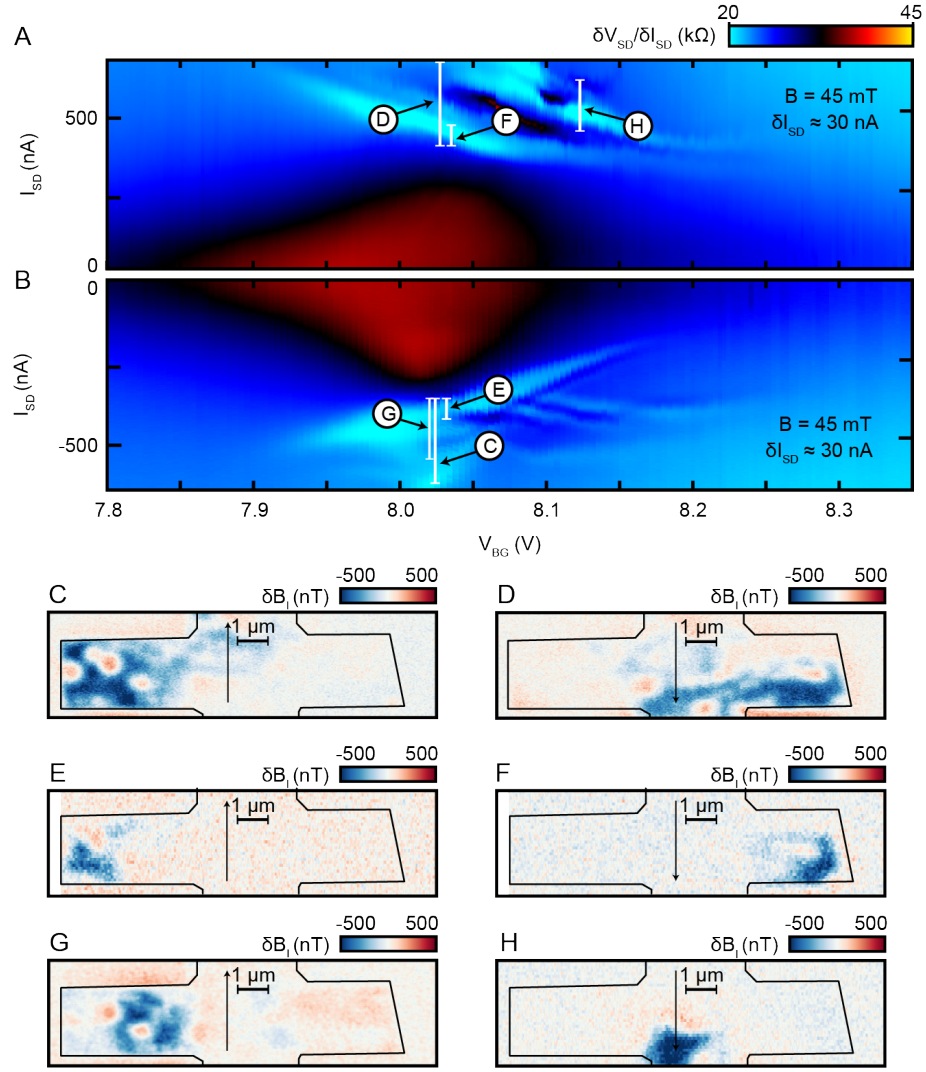 20 45
A δV_SD/δI_SD (kΩ)
B = 45 mT
δI_SD ≈ 30 nA
500
D F H
I_SD (nA)
0
B
0
I_SD (nA)
E
G
C
-500
B = 45 mT
δI_SD ≈ 30 nA
7.8 7.9 8.0 8.1 8.2 8.3
V_BG (V)
C δB_I (nT) -500 500
1 μm
D δB_I (nT) -500 500
1 μm
E δB_I (nT) -500 500
1 μm
F δB_I (nT) -500 500
1 μm
G δB_I (nT) -500 500
1 μm
H δB_I (nT) -500 500
1 μm